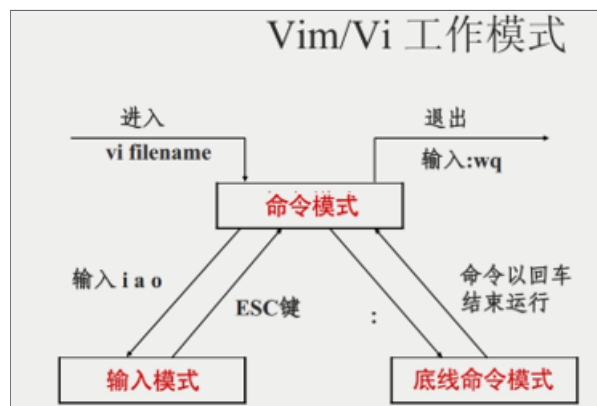 Vim/Vi 工作模式
进入
退出
vi filename
输入:wq
命令模式
输入 i a o
ESC键
:
命令以回车
结束运行
输入模式
底线命令模式